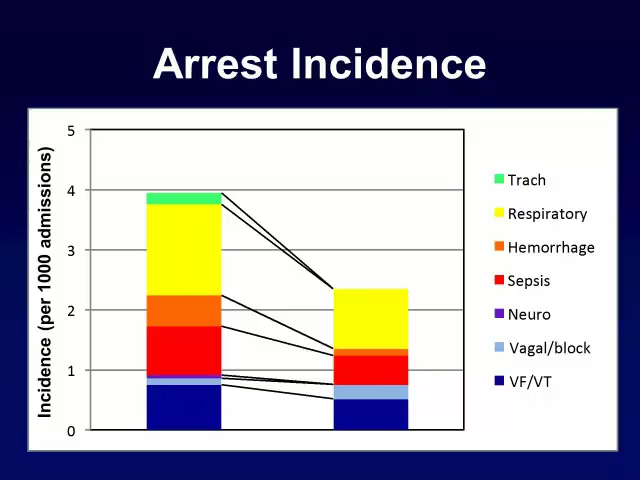 Arrest Incidence
Incidence (per 1000 admissions)
5
4
3
2
1
0
Trach
Respiratory
Hemorrhage
Sepsis
Neuro
Vagal/block
VF/VT